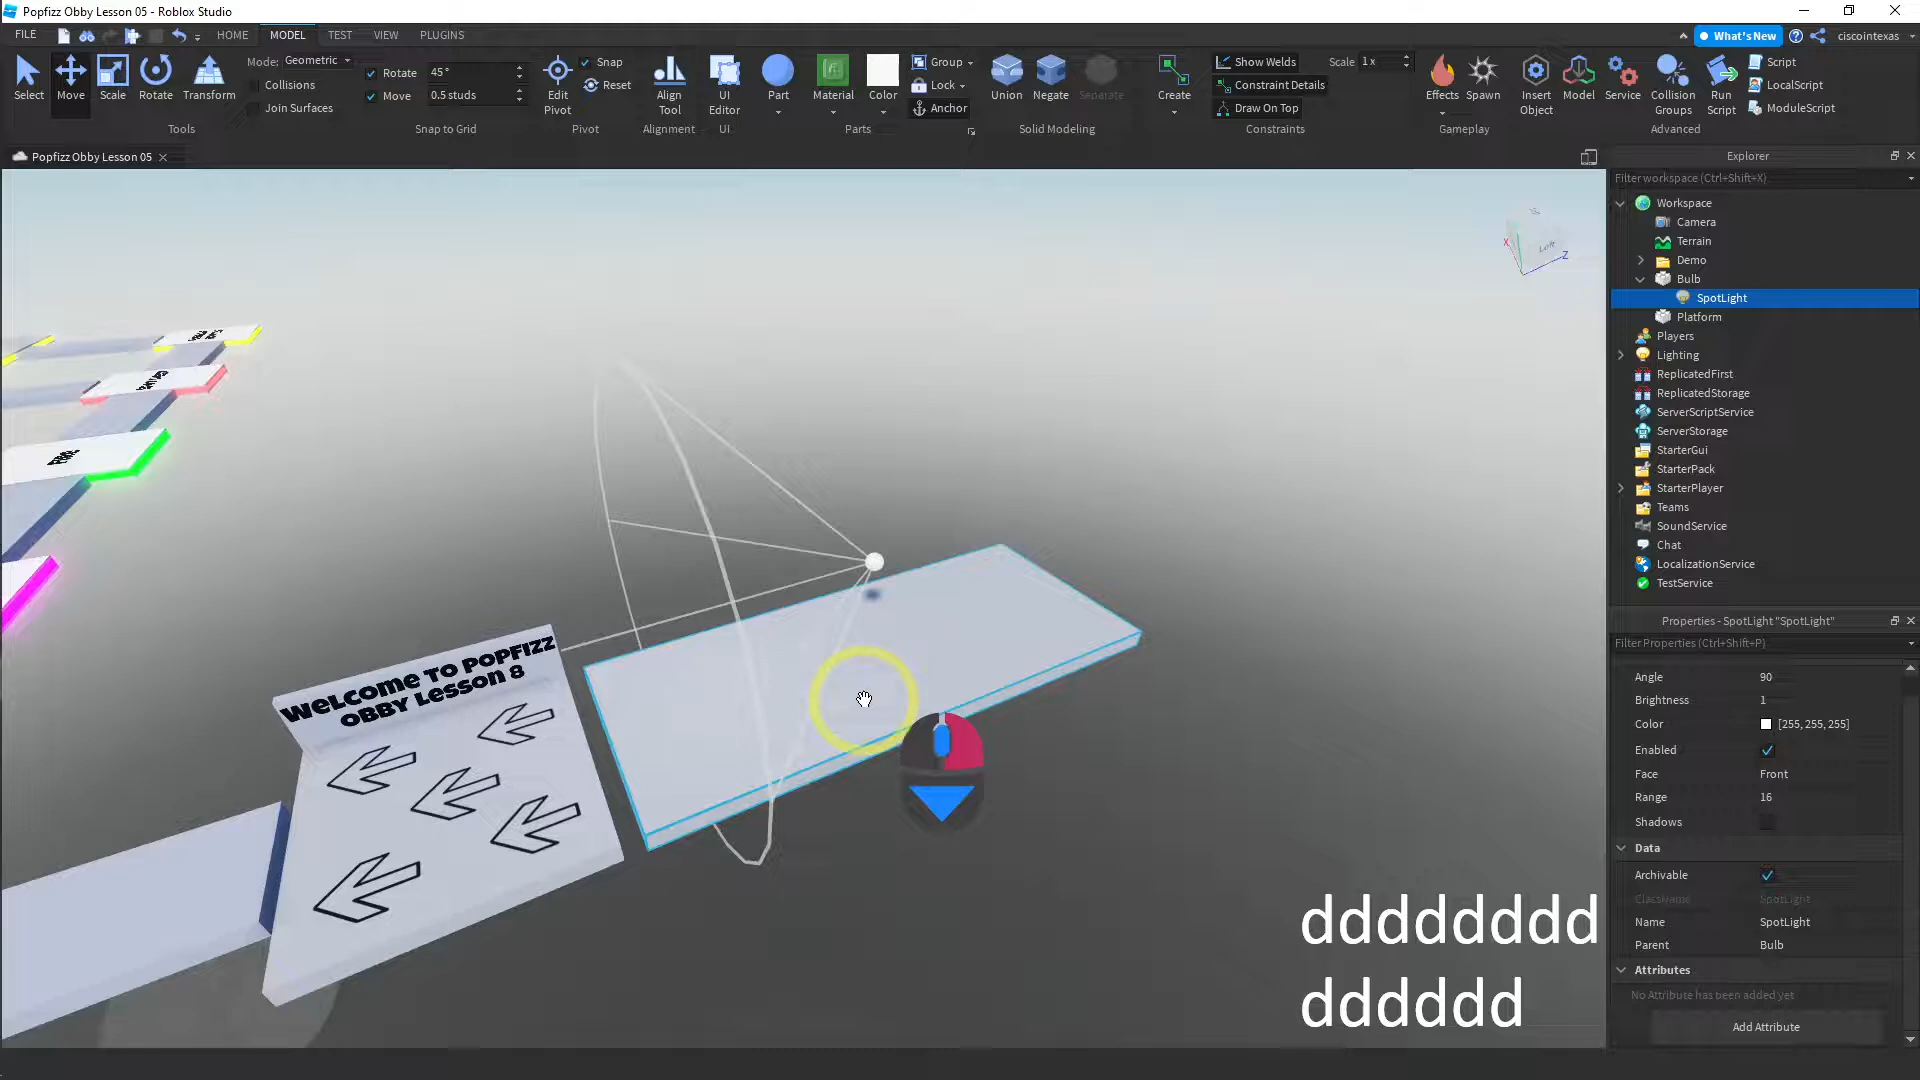 Popfizz Obby Lesson 05 - Roblox Studio
FILE
HOME
MODEL
TEST
VIEW
PLUGINS
What's New
ciscointexas
Select
Move
Scale
Rotate
Transform
Mode: Geometric
Collisions
Join Surfaces
Tools
Rotate 45°
Move 0.5 studs
Snap to Grid
Edit Pivot
Snap
Reset
Pivot
Align Tool
Alignment
UI Editor
UI
Part
Material
Color
Group
Lock
Anchor
Parts
Union
Negate
Separate
Solid Modeling
Create
Show Welds
Constraint Details
Draw On Top
Scale 1 x
Constraints
Effects
Spawn
Gameplay
Insert Object
Model
Service
Collision Groups
Run Script
Script
LocalScript
ModuleScript
Advanced
Popfizz Obby Lesson 05
Explorer
Filter workspace (Ctrl+Shift+X)
Workspace
Camera
Terrain
Demo
Bulb
SpotLight
Platform
Players
Lighting
ReplicatedFirst
ReplicatedStorage
ServerScriptService
ServerStorage
StarterGui
StarterPack
StarterPlayer
Teams
SoundService
Chat
LocalizationService
TestService
Left
X
Z
WELCOME TO POPFIZZ
OBBY Lesson 8
dddddddd
dddddd
Properties - SpotLight "SpotLight"
Filter Properties (Ctrl+Shift+P)
Angle 90
Brightness 1
Color [255, 255, 255]
Enabled
Face Front
Range 16
Shadows
Data
Archivable
ClassName SpotLight
Name SpotLight
Parent Bulb
Attributes
No Attribute has been added yet
Add Attribute